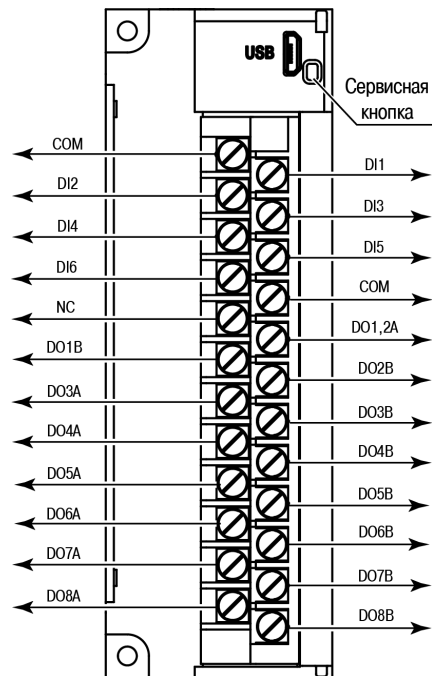 USB
Сервисная
кнопка
COM
DI1
DI2
DI3
DI4
DI5
DI6
COM
NC
DO1,2A
DO1B
DO2B
DO3A
DO3B
DO4A
DO4B
DO5A
DO5B
DO6A
DO6B
DO7A
DO7B
DO8A
DO8B